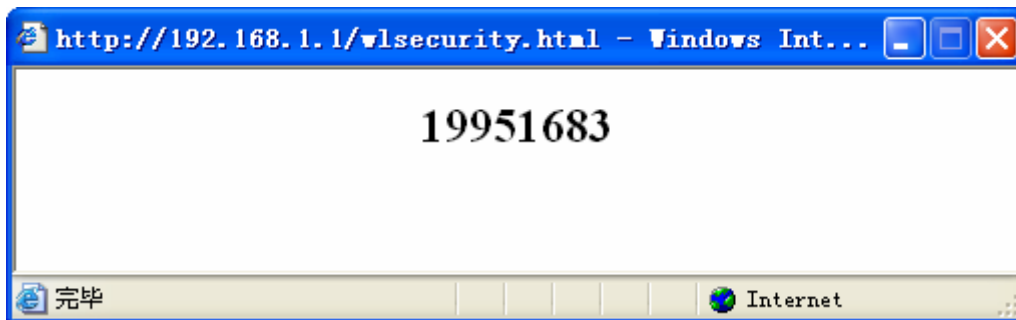 http://192.168.1.1/wlsecurity.html - Windows Int...
19951683
完毕
Internet